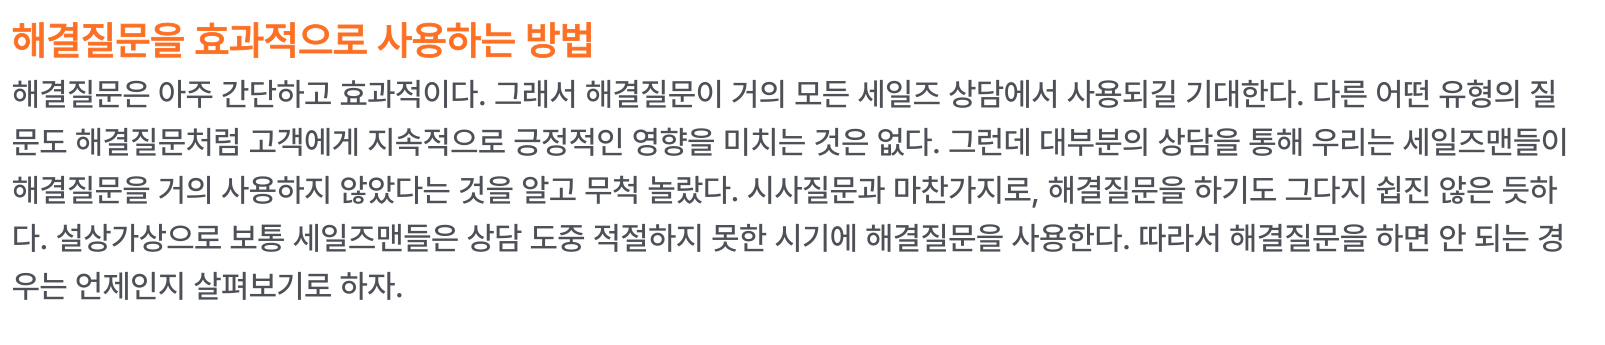 해결질문을 효과적으로 사용하는 방법
해결질문은 아주 간단하고 효과적이다. 그래서 해결질문이 거의 모든 세일즈 상담에서 사용되길 기대한다. 다른 어떤 유형의 질
문도 해결질문처럼 고객에게 지속적으로 긍정적인 영향을 미치는 것은 없다. 그런데 대부분의 상담을 통해 우리는 세일즈맨들이
해결질문을 거의 사용하지 않았다는 것을 알고 무척 놀랐다. 시사질문과 마찬가지로, 해결질문을 하기도 그다지 쉽진 않은 듯하
다. 설상가상으로 보통 세일즈맨들은 상담 도중 적절하지 못한 시기에 해결질문을 사용한다. 따라서 해결질문을 하면 안 되는 경
우는 언제인지 살펴보기로 하자.